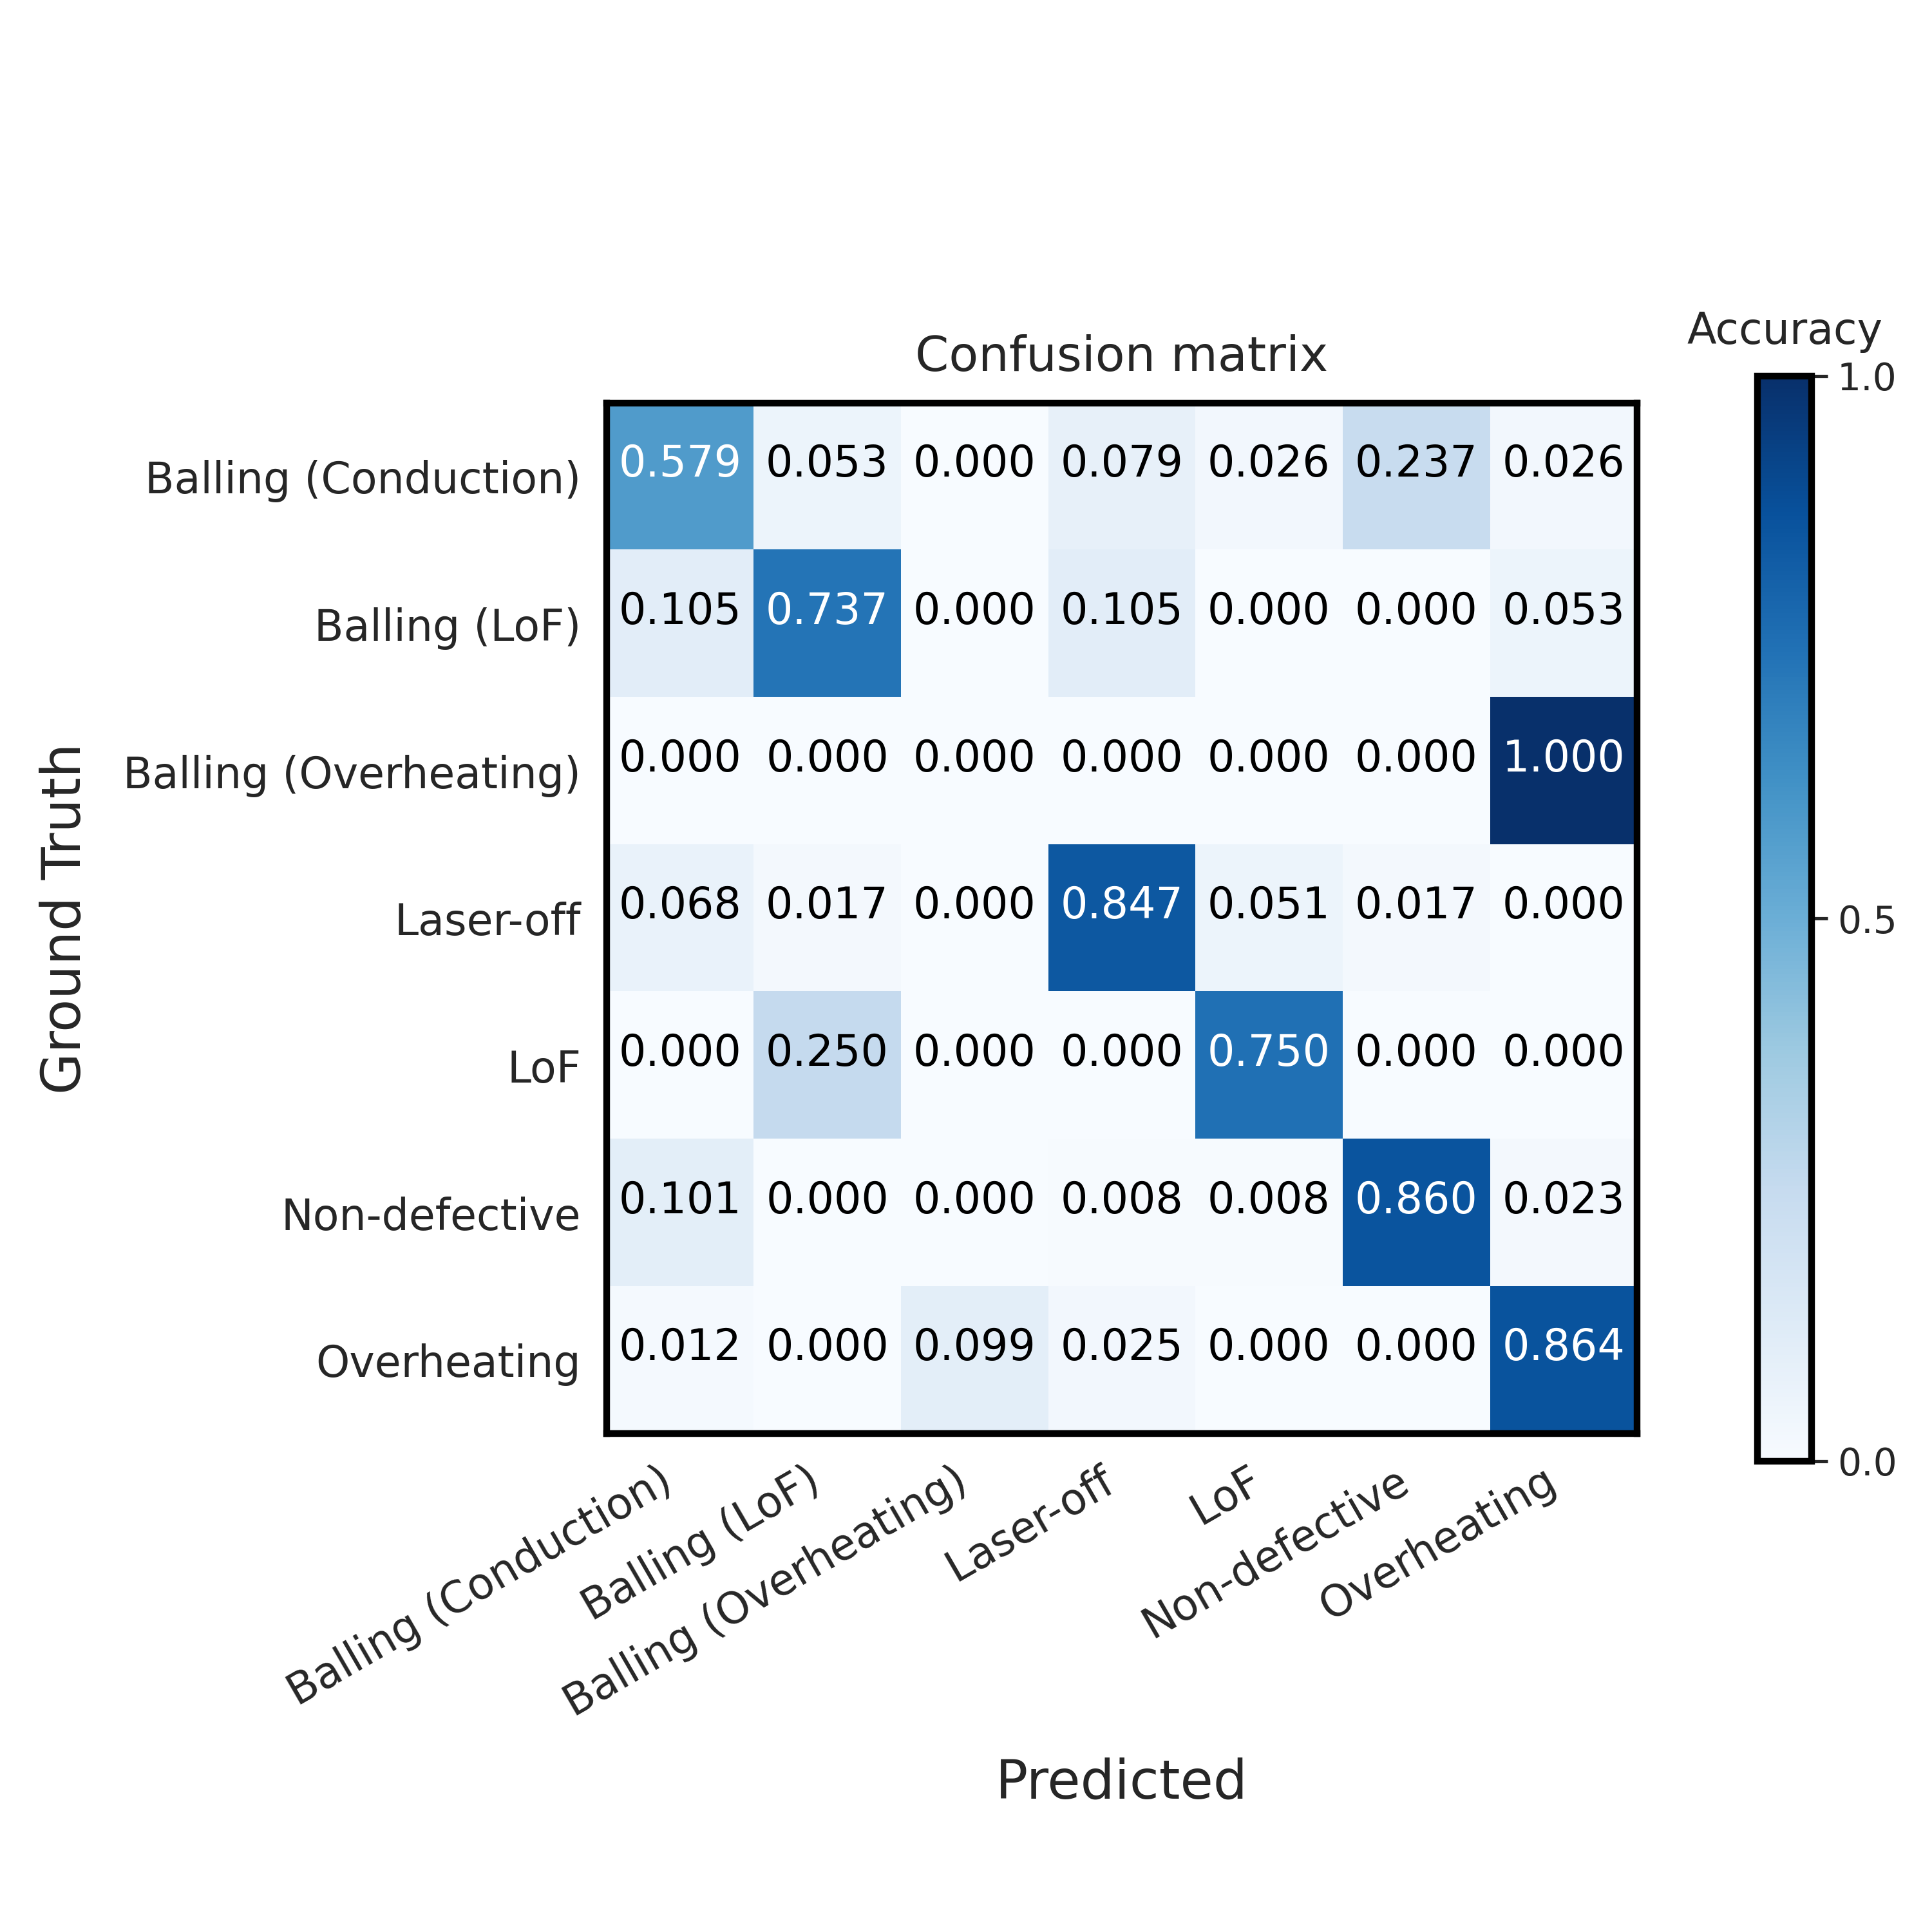 Accuracy
Confusion matrix
1.0
0.5
0.0
Ground Truth
Balling (Conduction) 0.579 0.053 0.000 0.079 0.026 0.237 0.026
Balling (LoF) 0.105 0.737 0.000 0.105 0.000 0.000 0.053
Balling (Overheating) 0.000 0.000 0.000 0.000 0.000 0.000 1.000
Laser-off 0.068 0.017 0.000 0.847 0.051 0.017 0.000
LoF 0.000 0.250 0.000 0.000 0.750 0.000 0.000
Non-defective 0.101 0.000 0.000 0.008 0.008 0.860 0.023
Overheating 0.012 0.000 0.099 0.025 0.000 0.000 0.864
Balling (Conduction)
Balling (LoF)
Balling (Overheating)
Laser-off
LoF
Non-defective
Overheating
Predicted